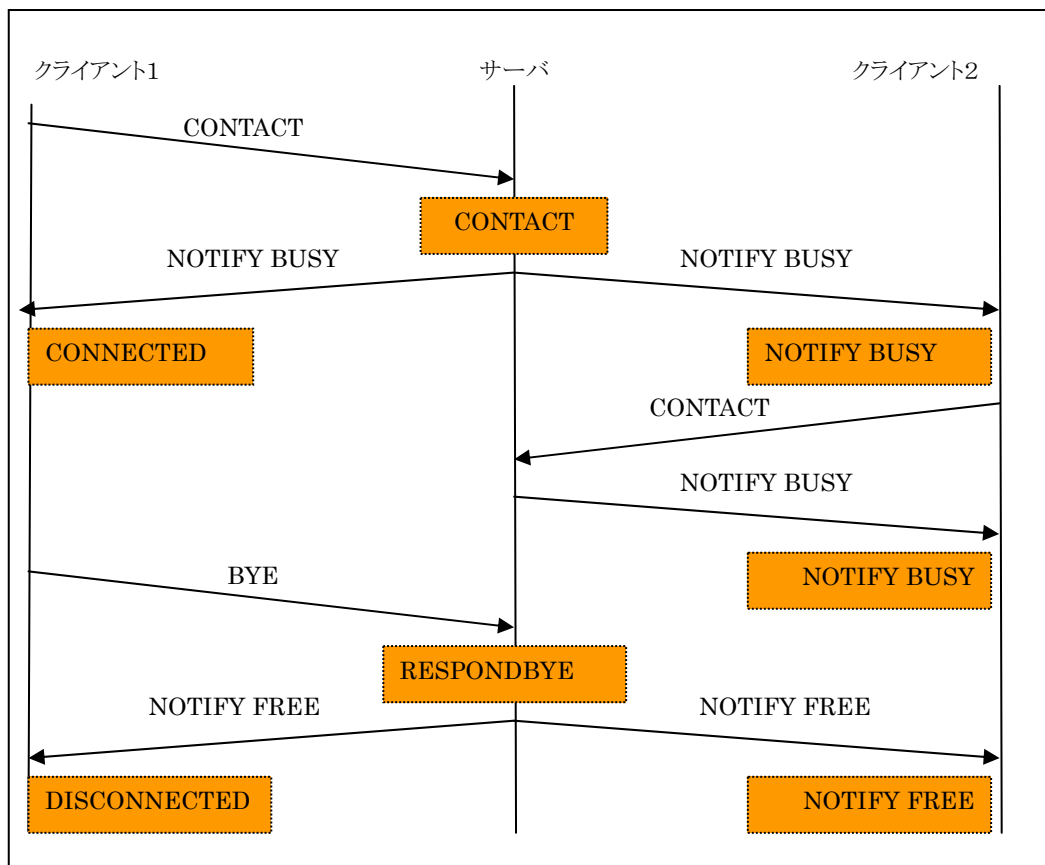 クライアント1
サーバ
クライアント2
CONTACT
CONTACT
NOTIFY BUSY
NOTIFY BUSY
CONNECTED
NOTIFY BUSY
CONTACT
NOTIFY BUSY
NOTIFY BUSY
BYE
RESPONDBYE
NOTIFY FREE
NOTIFY FREE
DISCONNECTED
NOTIFY FREE